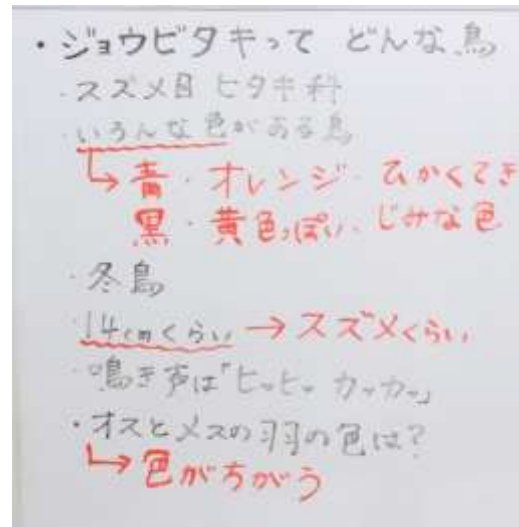 ・ジョウビタキって どんな鳥
・スズメ目 ヒタキ科
・いろんな色がある鳥
↳青・オレンジ・ ひかくてき
黒・黄色っぽい・じみな色
・冬鳥
・14cmくらい→スズメくらい
・鳴き声は「ヒッヒッ カッカッ」
・オスとメスの羽の色は?
↳色がちがう